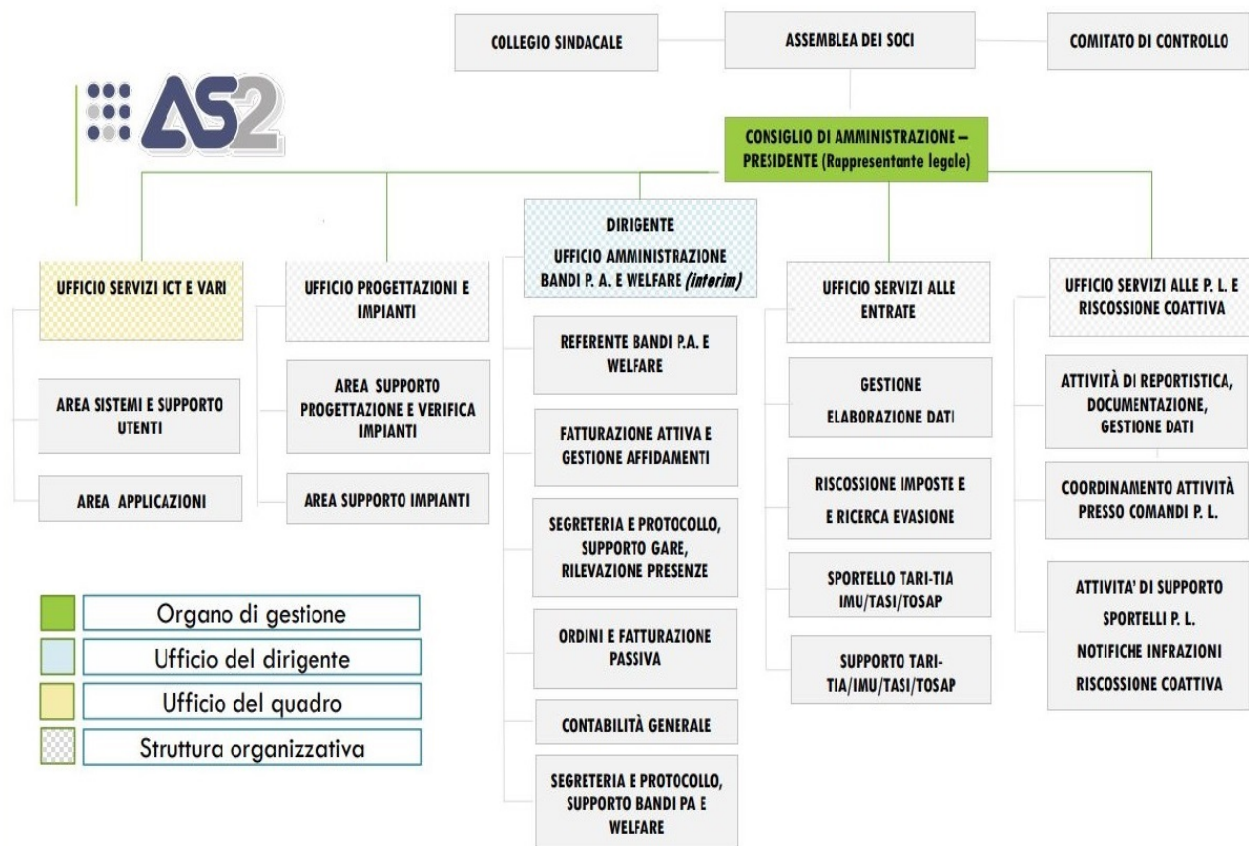 COLLEGIO SINDACALE
ASSEMBLEA DEI SOCI
COMITATO DI CONTROLLO
AS2
CONSIGLIO DI AMMINISTRAZIONE –
PRESIDENTE (Rappresentante legale)
UFFICIO SERVIZI ICT E VARI
AREA SISTEMI E SUPPORTO
UTENTI
AREA APPLICAZIONI
UFFICIO PROGETTAZIONI E
IMPIANTI
AREA SUPPORTO
PROGETTAZIONE E VERIFICA
IMPIANTI
AREA SUPPORTO IMPIANTI
DIRIGENTE
UFFICIO AMMINISTRAZIONE
BANDI P. A. E WELFARE (interim)
REFERENTE BANDI P.A. E
WELFARE
FATTURAZIONE ATTIVA E
GESTIONE AFFIDAMENTI
SEGRETERIA E PROTOCOLLO,
SUPPORTO GARE,
RILEVAZIONE PRESENZE
ORDINI E FATTURAZIONE
PASSIVA
CONTABILITÀ GENERALE
SEGRETERIA E PROTOCOLLO,
SUPPORTO BANDI PA E
WELFARE
UFFICIO SERVIZI ALLE
ENTRATE
GESTIONE
ELABORAZIONE DATI
RISCOSSIONE IMPOSTE E
E RICERCA EVASIONE
SPORTELLO TARI-TIA
IMU/TASI/TOSAP
SUPPORTO TARI-
TIA/IMU/TASI/TOSAP
UFFICIO SERVIZI ALLE P. L. E
RISCOSSIONE COATTIVA
ATTIVITÀ DI REPORTISTICA,
DOCUMENTAZIONE,
GESTIONE DATI
COORDINAMENTO ATTIVITÀ
PRESSO COMANDI P. L.
ATTIVITA' DI SUPPORTO
SPORTELLI P. L.
NOTIFICHE INFRAZIONI
RISCOSSIONE COATTIVA
Organo di gestione
Ufficio del dirigente
Ufficio del quadro
Struttura organizzativa